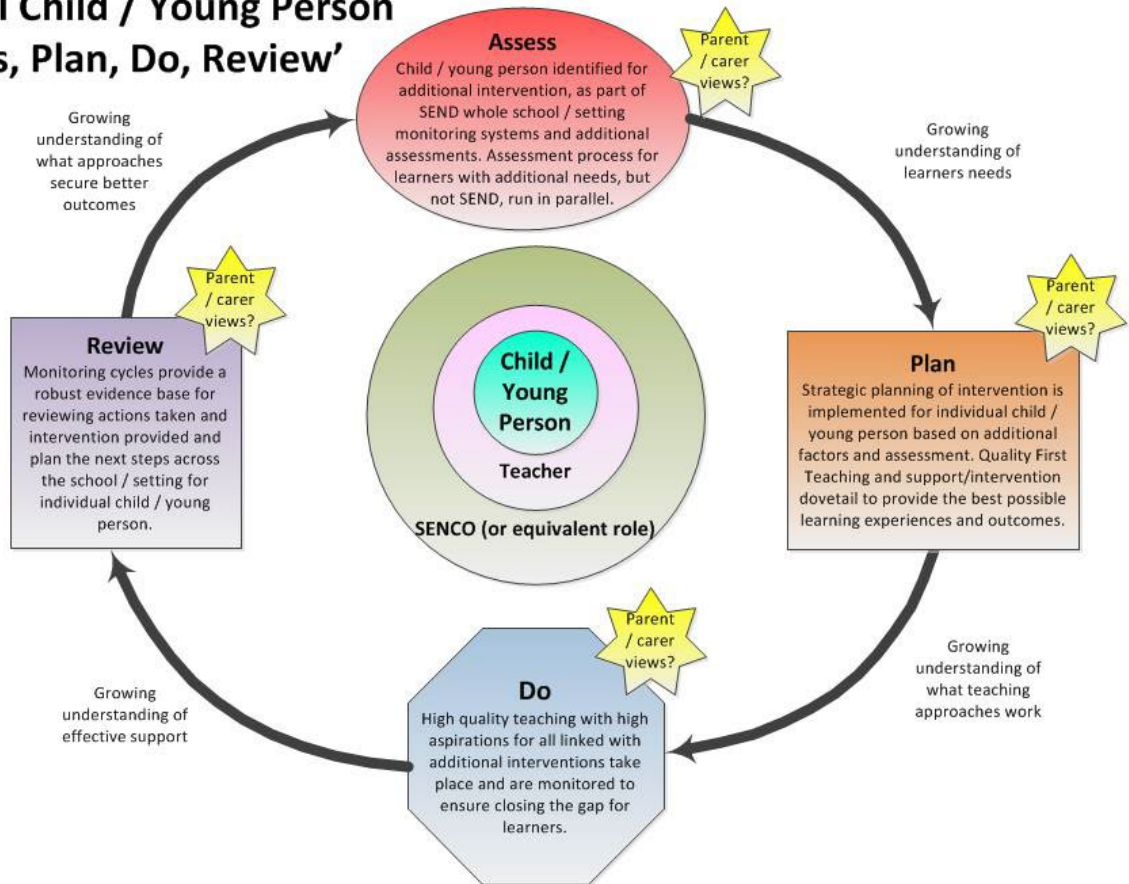 Child / Young Person
Plan, Do, Review’
Assess
Child / young person identified for
additional intervention, as part of
SEND whole school / setting
monitoring systems and additional
assessments. Assessment process for
learners with additional needs, but
not SEND, run in parallel.
Parent
/ carer
views?
Growing
understanding of
learners needs
Parent
/ carer
views?
Plan
Strategic planning of intervention is
implemented for individual child /
young person based on additional
factors and assessment. Quality First
Teaching and support/intervention
dovetail to provide the best possible
learning experiences and outcomes.
Growing
understanding of
what teaching
approaches work
Parent
/ carer
views?
Do
High quality teaching with high
aspirations for all linked with
additional interventions take
place and are monitored to
ensure closing the gap for
learners.
Growing
understanding of
effective support
Parent
/ carer
views?
Review
Monitoring cycles provide a
robust evidence base for
reviewing actions taken and
intervention provided and
plan the next steps across
the school / setting for
individual child / young
person.
Growing
understanding of
what approaches
secure better
outcomes
Child /
Young
Person
Teacher
SENCO (or equivalent role)